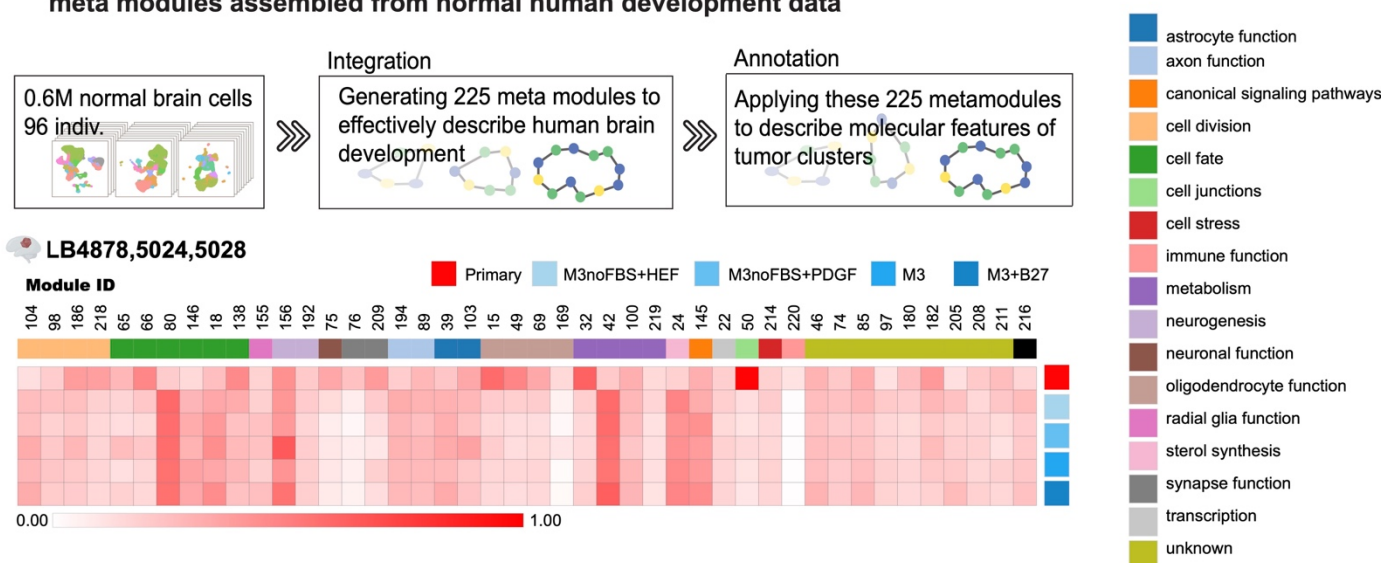 meta modules assembled from normal human development data
Integration
Annotation
0.6M normal brain cells
96 indiv.
Generating 225 meta modules to
effectively describe human brain
development
Applying these 225 metamodules
to describe molecular features of
tumor clusters
LB4878,5024,5028
Primary M3noFBS+HEF M3noFBS+PDGF M3 M3+B27
Module ID
104 98 186 218 65 66 80 146 18 138 155 156 192 75 76 209 194 89 39 103 15 49 69 169 32 42 100 219 24 145 22 50 214 220 46 74 85 97 180 182 205 208 211 216
0.00 1.00
astrocyte function
axon function
canonical signaling pathways
cell division
cell fate
cell junctions
cell stress
immune function
metabolism
neurogenesis
neuronal function
oligodendrocyte function
radial glia function
sterol synthesis
synapse function
transcription
unknown